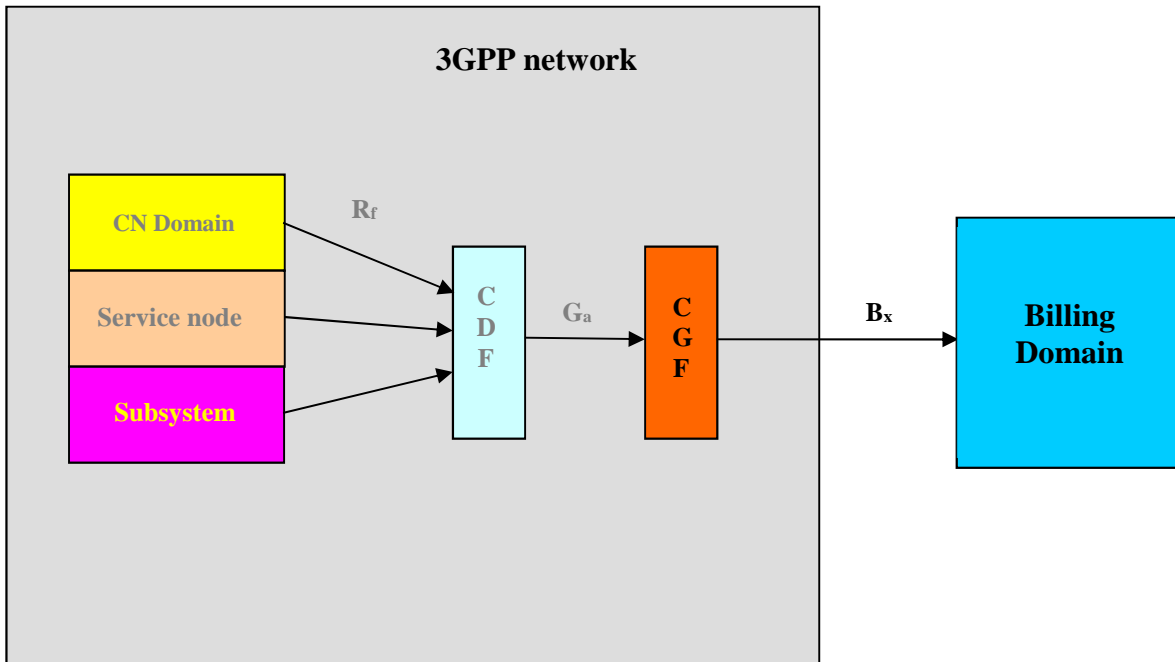 3GPP network
CN Domain
Service node
Subsystem
Rf
C
D
F
Ga
C
G
F
Bx
Billing
Domain